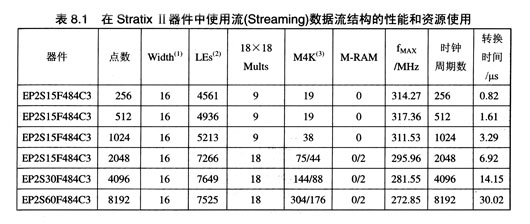 表 8.1 在 Stratix Ⅱ器件中使用流(Streaming)数据流结构的性能和资源使用
器件 点数 Width(1) LEs(2) 18×18 Mults M4K(3) M-RAM fMAX /MHz 时钟周期数 转换时间 /μs
EP2S15F484C3 256 16 4561 9 19 0 314.27 256 0.82
EP2S15F484C3 512 16 4936 9 19 0 317.36 512 1.61
EP2S15F484C3 1024 16 5213 9 38 0 311.53 1024 3.29
EP2S15F484C3 2048 16 7266 18 75/44 0/2 295.96 2048 6.92
EP2S30F484C3 4096 16 7649 18 144/88 0/2 281.55 4096 14.15
EP2S60F484C3 8192 16 7525 18 304/176 0/2 272.85 8192 30.02